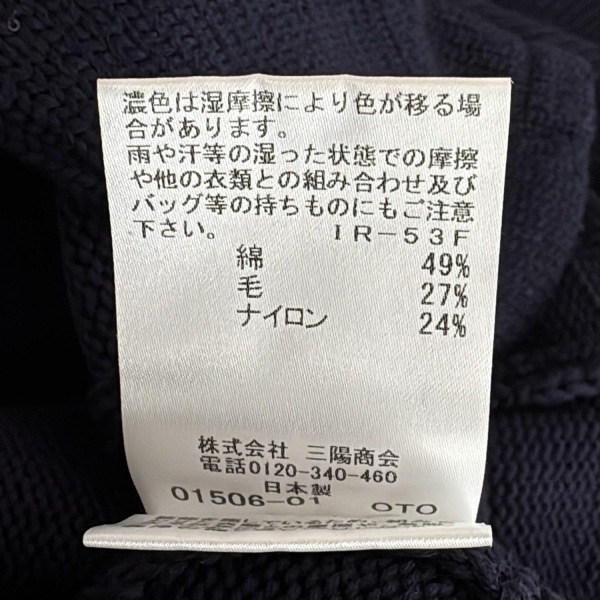 濃色は湿摩擦により色が移る場
合があります。
雨や汗等の湿った状態での摩擦
や他の衣類との組み合わせ及び
バッグ等の持ちものにもご注意
下さい。 IR-53F
綿 49%
毛 27%
ナイロン 24%
株式会社 三陽商会
電話0120-340-460
日本製
01506-01 OTO